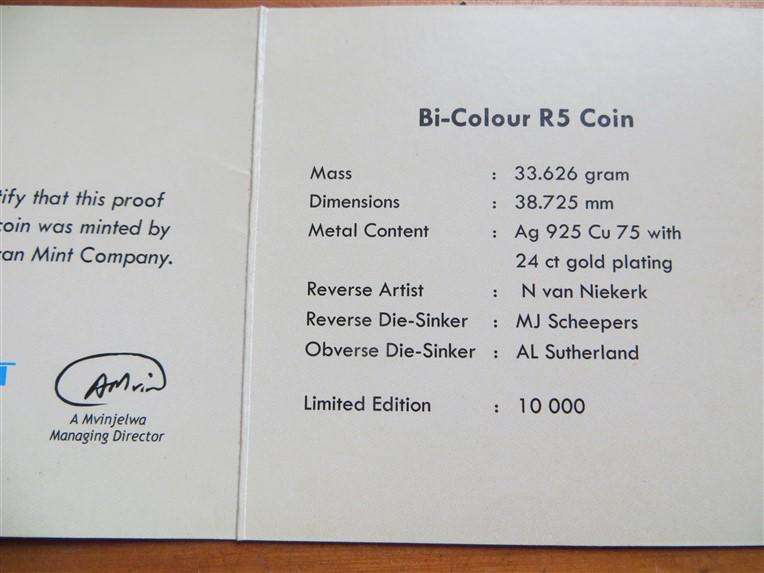 tify that this proof
coin was minted by
can Mint Company.
A Mvinjelwa
Managing Director
Bi-Colour R5 Coin
Mass : 33.626 gram
Dimensions : 38.725 mm
Metal Content : Ag 925 Cu 75 with
24 ct gold plating
Reverse Artist : N van Niekerk
Reverse Die-Sinker : MJ Scheepers
Obverse Die-Sinker : AL Sutherland
Limited Edition : 10 000